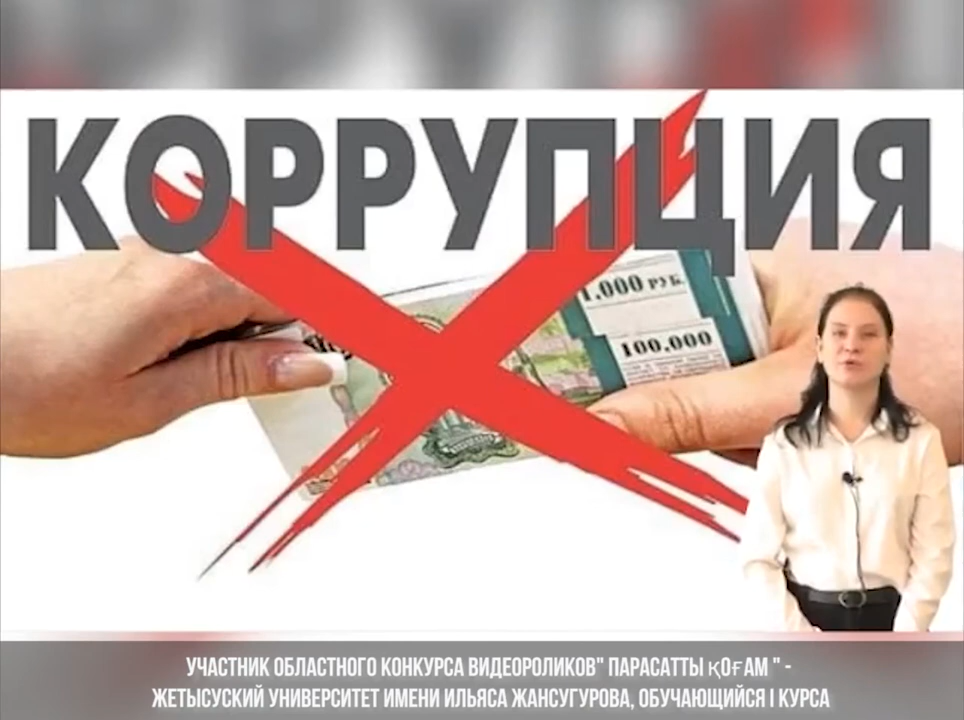 КОРРУПЦИЯ
1.000 РУБ.
100.000
УЧАСТНИК ОБЛАСТНОГО КОНКУРСА ВИДЕОРОЛИКОВ" ПАРАСАТТЫ ҚОҒАМ " -
ЖЕТЫСУСКИЙ УНИВЕРСИТЕТ ИМЕНИ ИЛЬЯСА ЖАНСУГУРОВА, ОБУЧАЮЩИЙСЯ I КУРСА